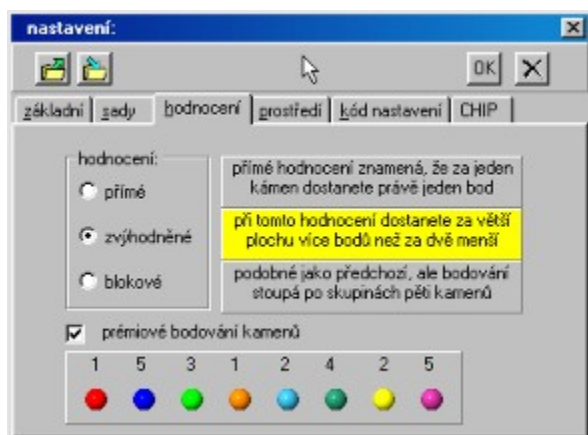 nastavení:
OK
základní sady hodnocení prostředí kód nastavení CHIP
hodnocení:
přímé
zvýhodněné
blokové
přímé hodnocení znamená, že za jeden
kámen dostanete právě jeden bod
při tomto hodnocení dostanete za větší
plochu více bodů než za dvě menší
podobné jako předchozí, ale bodování
stoupá po skupinách pěti kamenů
prémiové bodování kamenů
1 5 3 1 2 4 2 5